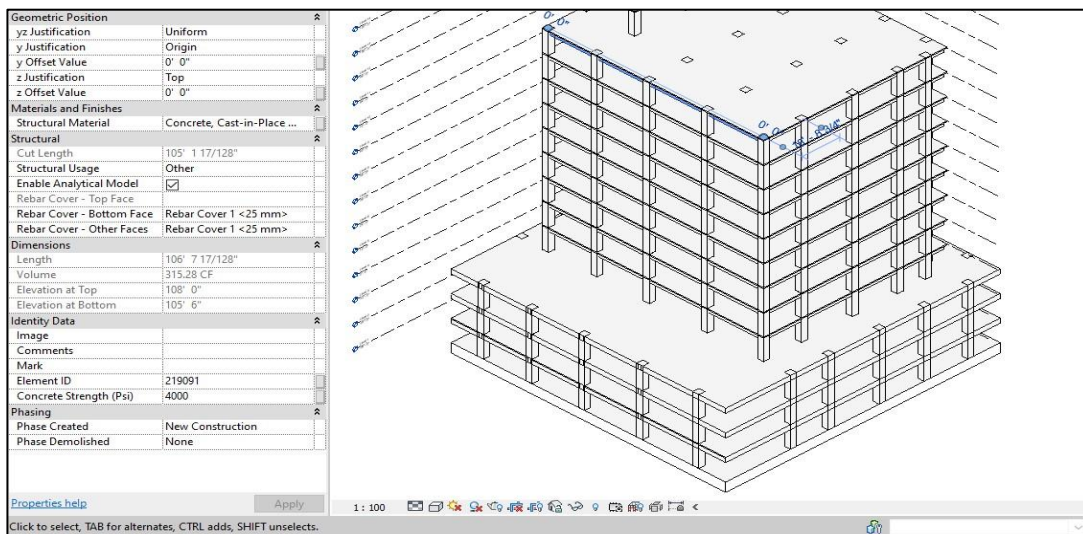 Geometric Position
yz Justification Uniform
y Justification Origin
y Offset Value 0' 0"
z Justification Top
z Offset Value 0' 0"
Materials and Finishes
Structural Material Concrete, Cast-in-Place ...
Structural
Cut Length 105' 1 17/128"
Structural Usage Other
Enable Analytical Model
Rebar Cover - Top Face
Rebar Cover - Bottom Face Rebar Cover 1 <25 mm>
Rebar Cover - Other Faces Rebar Cover 1 <25 mm>
Dimensions
Length 106' 7 17/128"
Volume 315.28 CF
Elevation at Top 108' 0"
Elevation at Bottom 105' 6"
Identity Data
Image
Comments
Mark
Element ID 219091
Concrete Strength (Psi) 4000
Phasing
Phase Created New Construction
Phase Demolished None
Properties help Apply
0' 0"
0' 0"
1 : 100
Click to select, TAB for alternates, CTRL adds, SHIFT unselects.